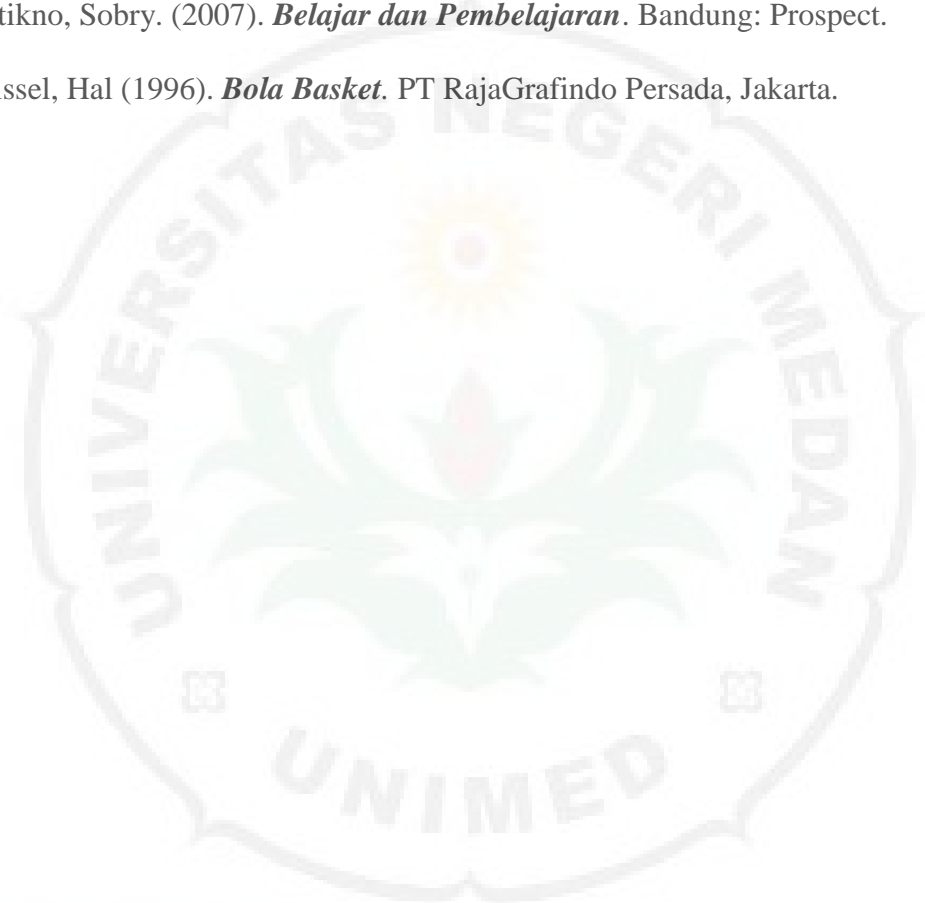 tikno, Sobry. (2007). Belajar dan Pembelajaran. Bandung: Prospect.
ssel, Hal (1996). Bola Basket. PT RajaGrafindo Persada, Jakarta.
UNIVERSITAS NEGERI MEDAN
UNIMED